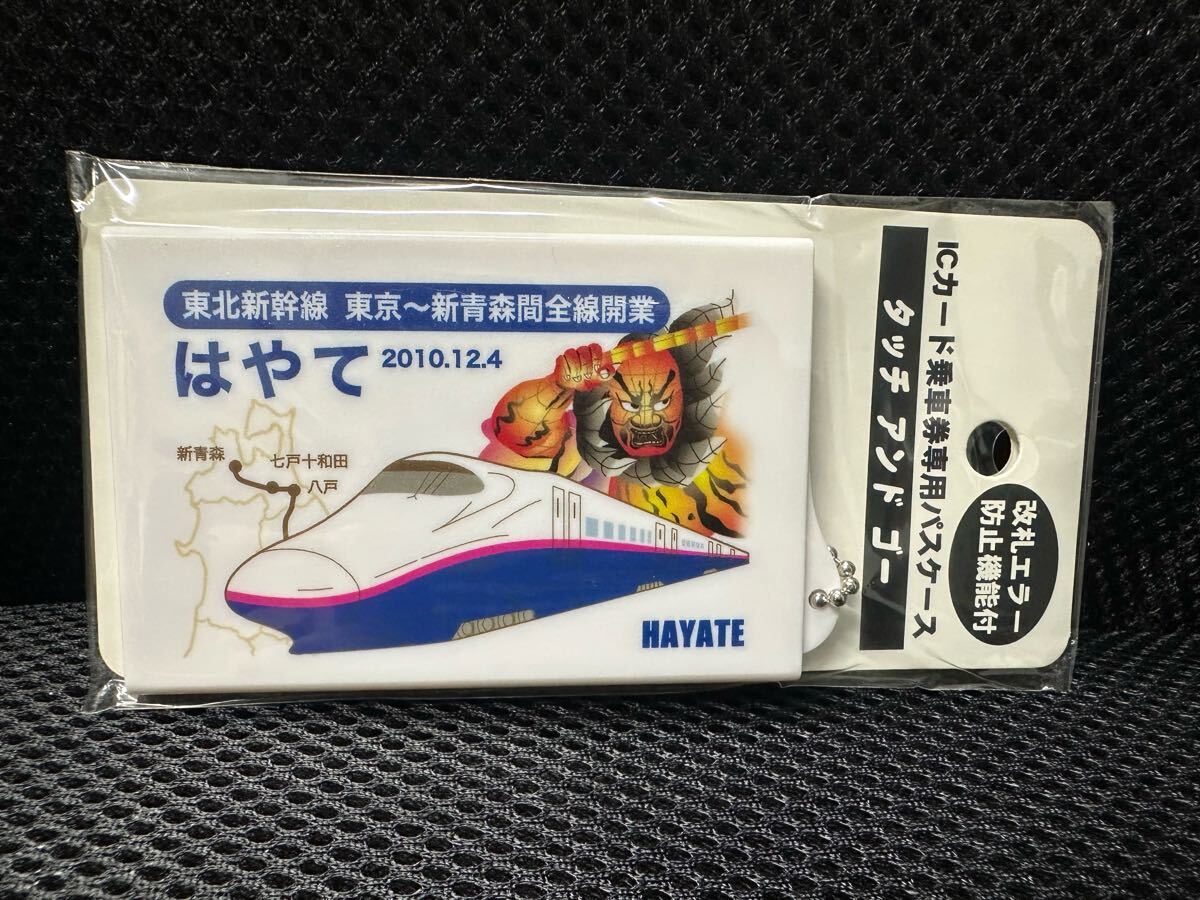 東北新幹線 東京～新青森間全線開業
はやて 2010.12.4
新青森
七戸十和田
八戸
HAYATE
ICカード乗車券専用パスケース
タッチ アンド ゴー
改札エラー
防止機能付